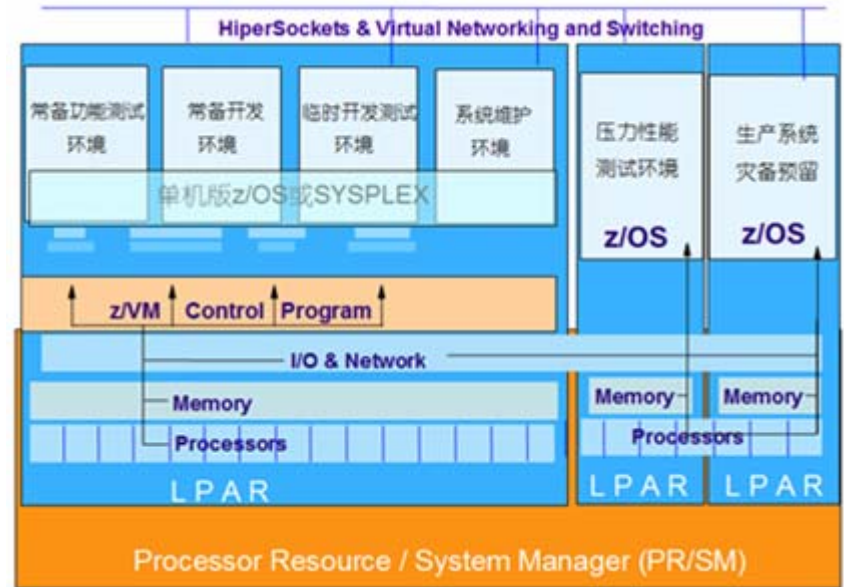 HiperSockets & Virtual Networking and Switching
常备功能测试
环境
常备开发
环境
临时开发测试
环境
系统维护
环境
单机版z/OS或SYSPLEX
压力性能
测试环境
z/OS
生产系统
灾备预留
z/OS
z/VM Control Program
I/O & Network
Memory
Memory
Memory
Processors
Processors
LPAR
LPAR
LPAR
Processor Resource / System Manager (PR/SM)